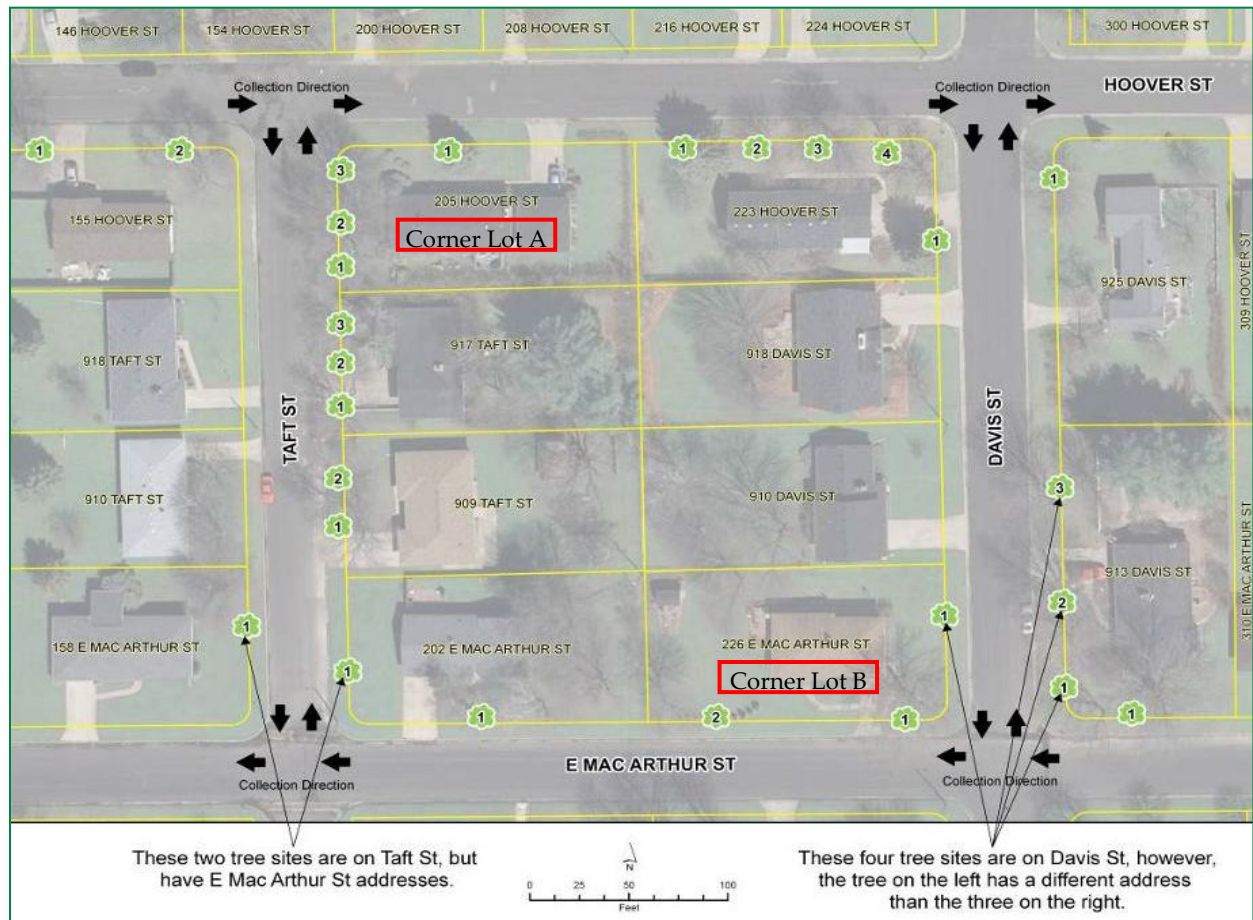 146 HOOVER ST
154 HOOVER ST
200 HOOVER ST
208 HOOVER ST
216 HOOVER ST
224 HOOVER ST
300 HOOVER ST
Collection Direction
Collection Direction
HOOVER ST
1
2
3
1
1
2
3
4
1
155 HOOVER ST
2
205 HOOVER ST
Corner Lot A
223 HOOVER ST
1
1
925 DAVIS ST
309 HOOVER ST
918 TAFT ST
3
917 TAFT ST
2
1
918 DAVIS ST
TAFT ST
DAVIS ST
910 TAFT ST
2
909 TAFT ST
1
910 DAVIS ST
3
913 DAVIS ST
310 E MAC ARTHUR ST
158 E MAC ARTHUR ST
1
202 E MAC ARTHUR ST
1
226 E MAC ARTHUR ST
Corner Lot B
1
2
1
1
2
1
1
E MAC ARTHUR ST
Collection Direction
Collection Direction
These two tree sites are on Taft St, but
have E Mac Arthur St addresses.
N
0 25 50 100
Feet
These four tree sites are on Davis St, however,
the tree on the left has a different address
than the three on the right.